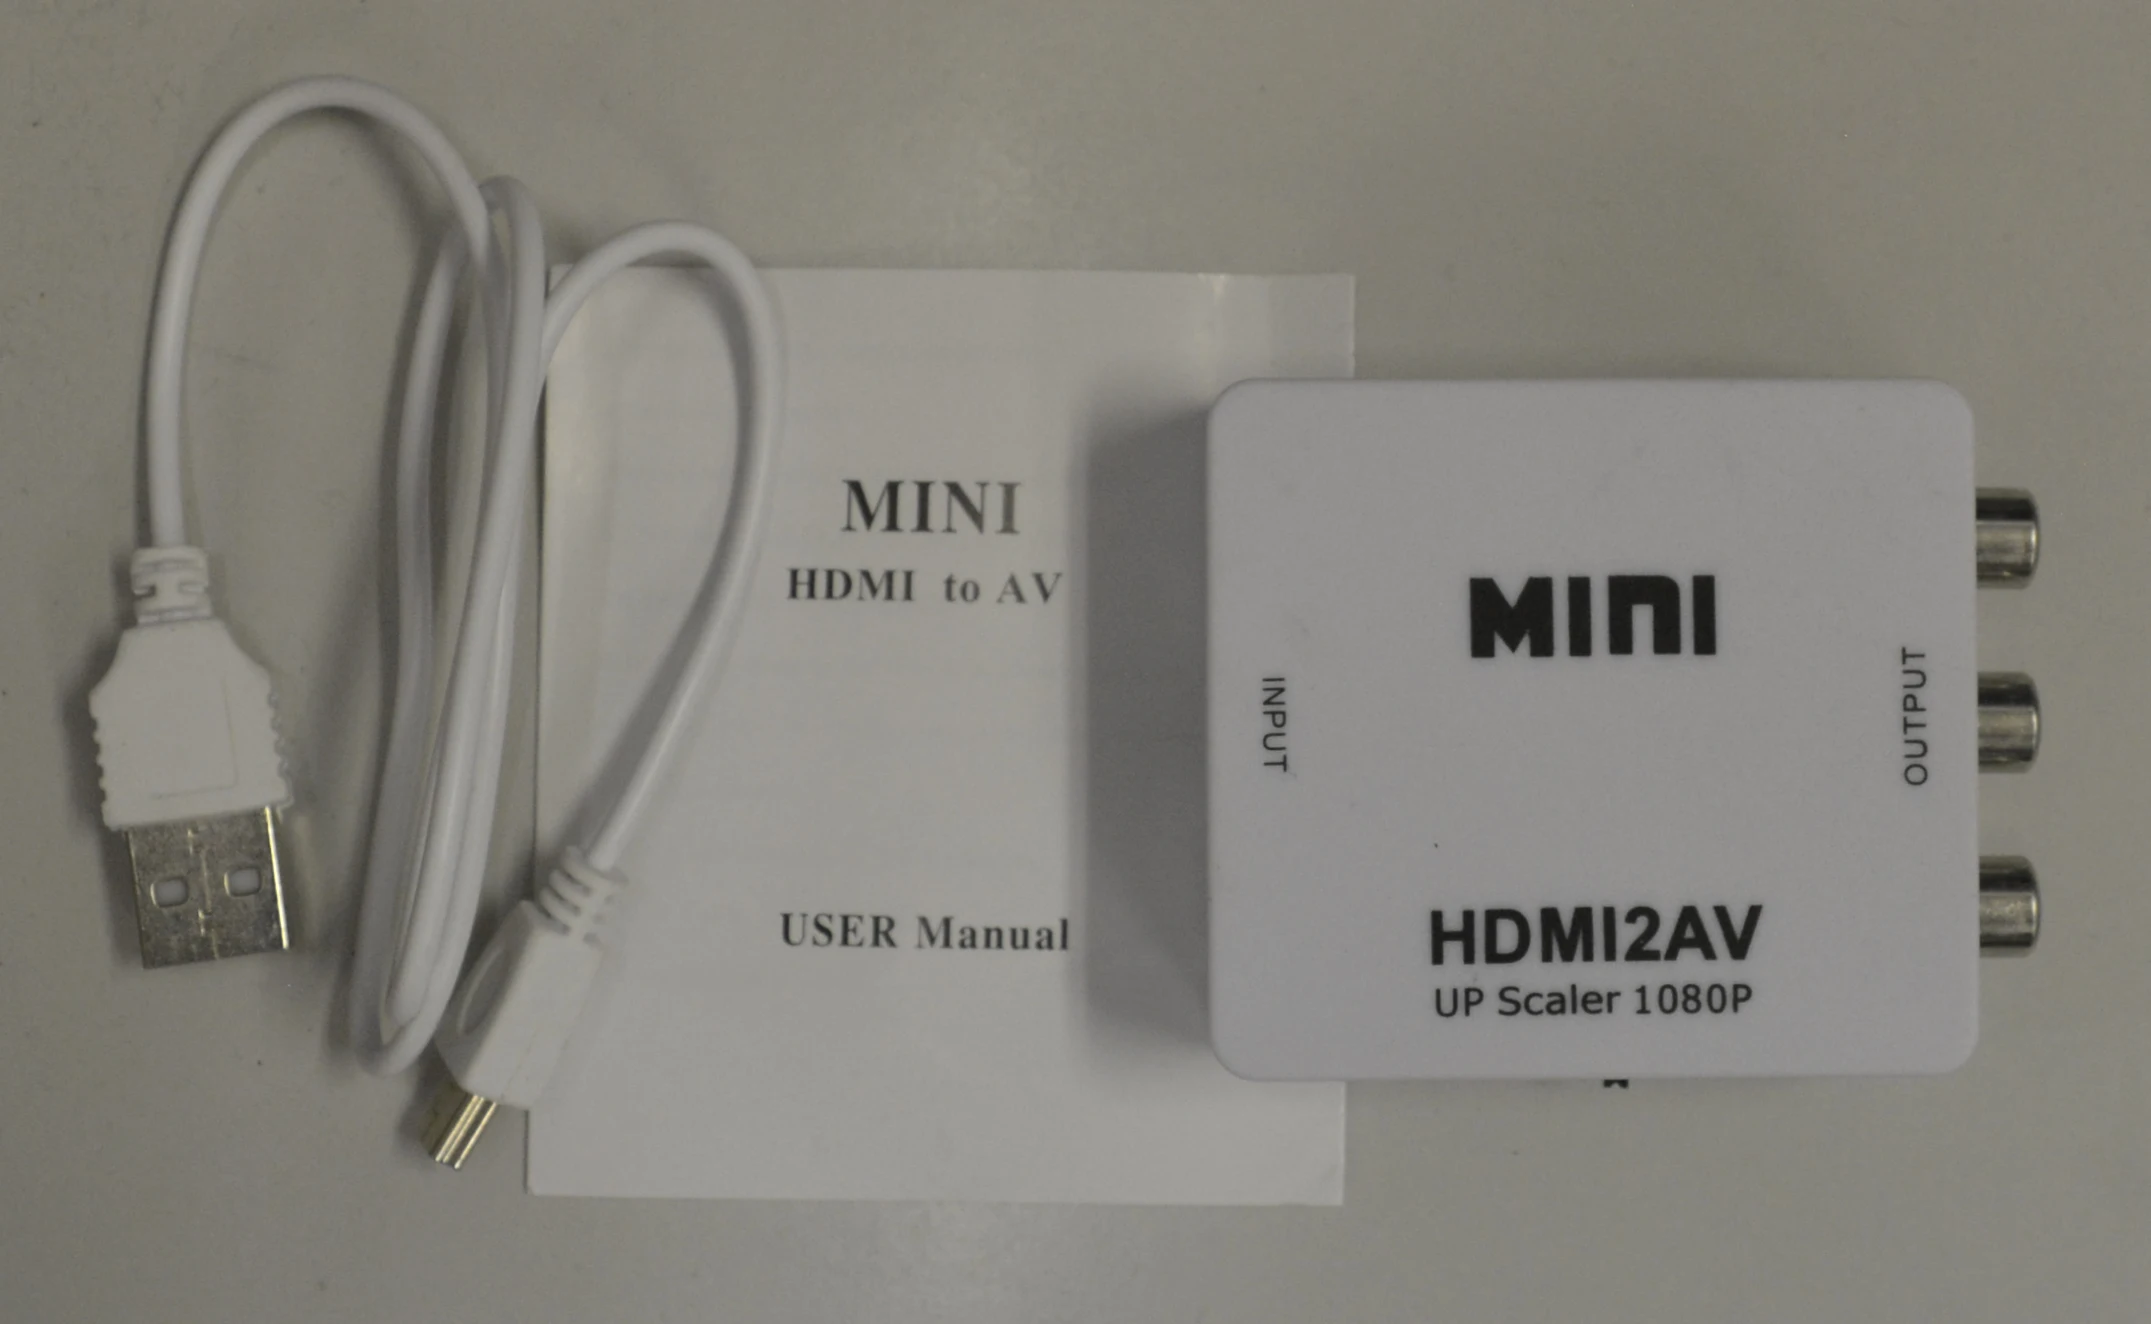 MINI
HDMI to AV
USER Manual
MINI
INPUT
OUTPUT
HDMI2AV
UP Scaler 1080P